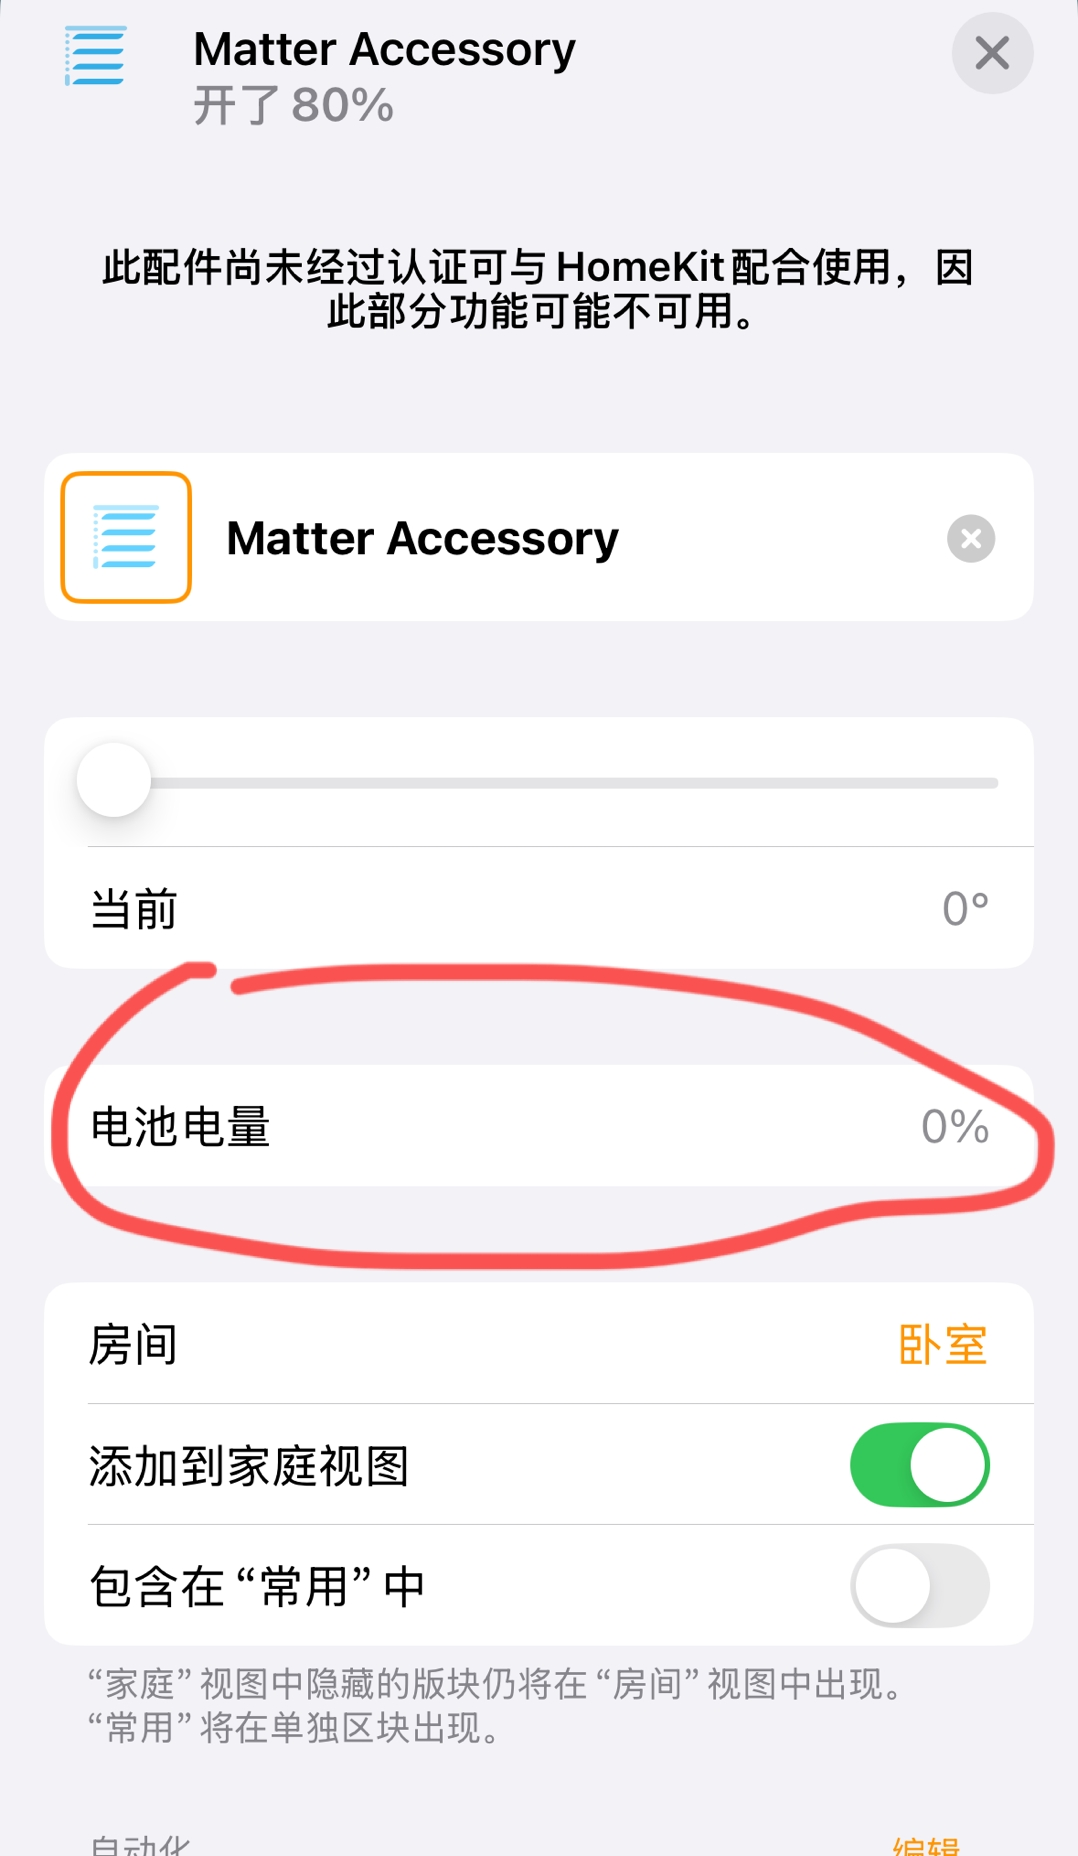 Matter Accessory
开了 80%
此配件尚未经过认证可与 HomeKit 配合使用，因
此部分功能可能不可用。
Matter Accessory
当前
0°
电池电量
0%
房间
卧室
添加到家庭视图
包含在“常用”中
“家庭”视图中隐藏的版块仍将在“房间”视图中出现。
“常用”将在单独区块出现。
自动化
编辑